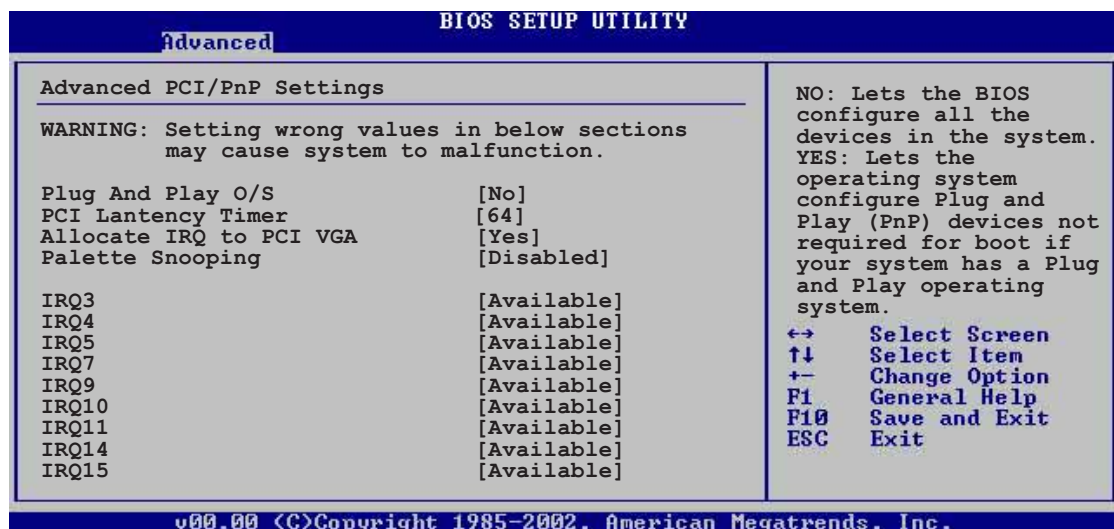 BIOS SETUP UTILITY
Advanced
Advanced PCI/PnP Settings
WARNING: Setting wrong values in below sections
may cause system to malfunction.
Plug And Play O/S [No]
PCI Lantency Timer [64]
Allocate IRQ to PCI VGA [Yes]
Palette Snooping [Disabled]
IRQ3 [Available]
IRQ4 [Available]
IRQ5 [Available]
IRQ7 [Available]
IRQ9 [Available]
IRQ10 [Available]
IRQ11 [Available]
IRQ14 [Available]
IRQ15 [Available]
NO: Lets the BIOS
configure all the
devices in the system.
YES: Lets the
operating system
configure Plug and
Play (PnP) devices not
required for boot if
your system has a Plug
and Play operating
system.
←→ Select Screen
↑↓ Select Item
+- Change Option
F1 General Help
F10 Save and Exit
ESC Exit
v00.00 (C)Copyright 1985-2002, American Megatrends, Inc.